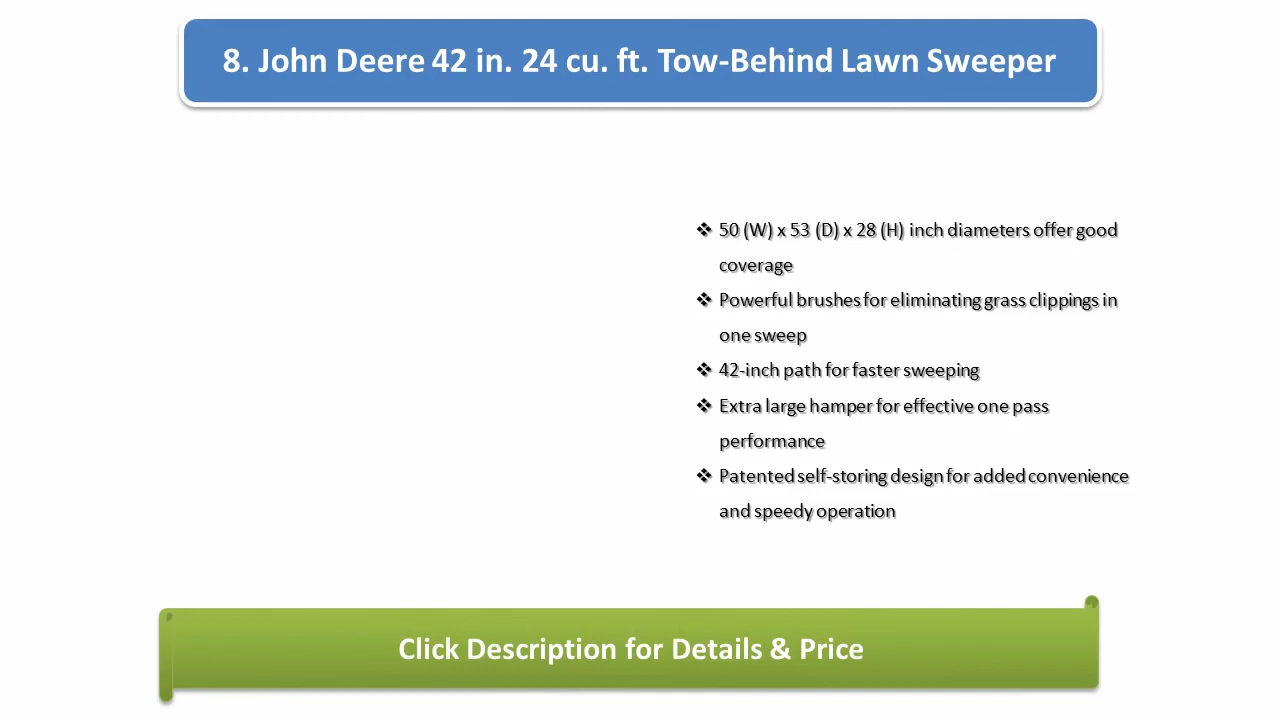 8. John Deere 42 in. 24 cu. ft. Tow-Behind Lawn Sweeper
❖ 50 (W) x 53 (D) x 28 (H) inch diameters offer good
coverage
❖ Powerful brushes for eliminating grass clippings in
one sweep
❖ 42-inch path for faster sweeping
❖ Extra large hamper for effective one pass
performance
❖ Patented self-storing design for added convenience
and speedy operation
Click Description for Details & Price